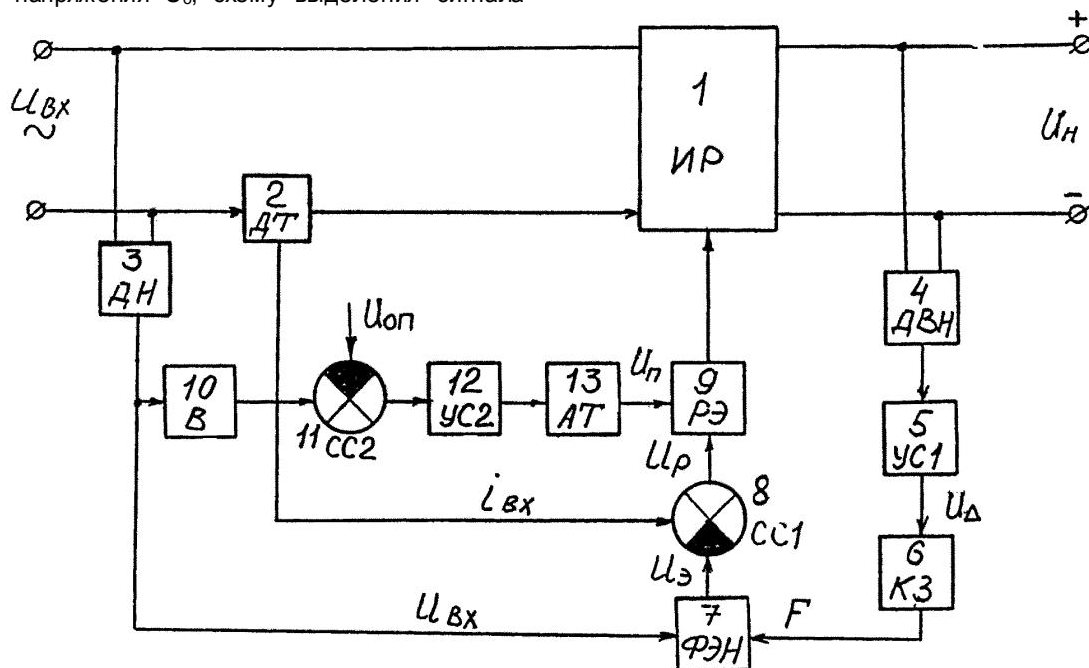 напряжения U₀, схему выделения сигнала
+
Uвх
~
1
ИР
Uн
2
ДТ
-
3
ДН
4
ДВН
Uоп
10
В
11 СС2
12
УС2
13
АТ
Uп
9
РЭ
5
УС1
Uр
iвх
8
СС1
UΔ
6
КЗ
Uэ
Uвх
7
ФЭН
F